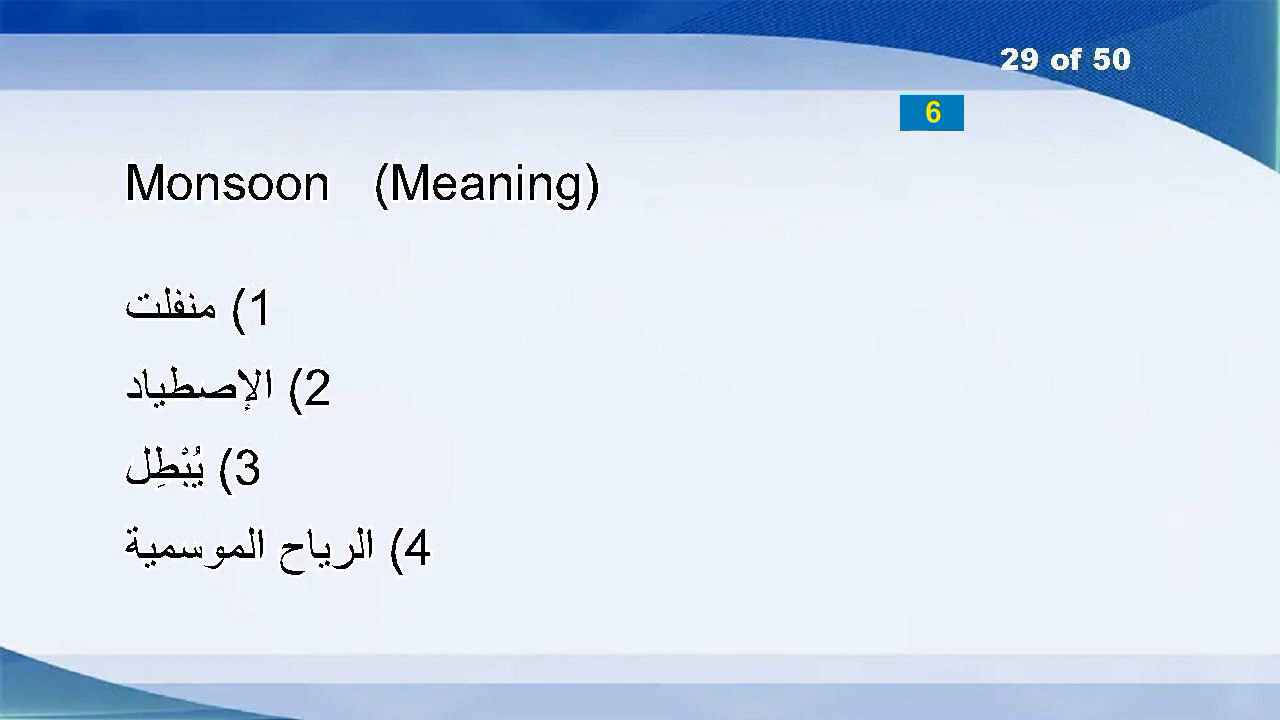 29 of 50
6
Monsoon (Meaning)
1) منفلت
2) الإصطياد
3) يُبْطِل
4) الرياح الموسمية